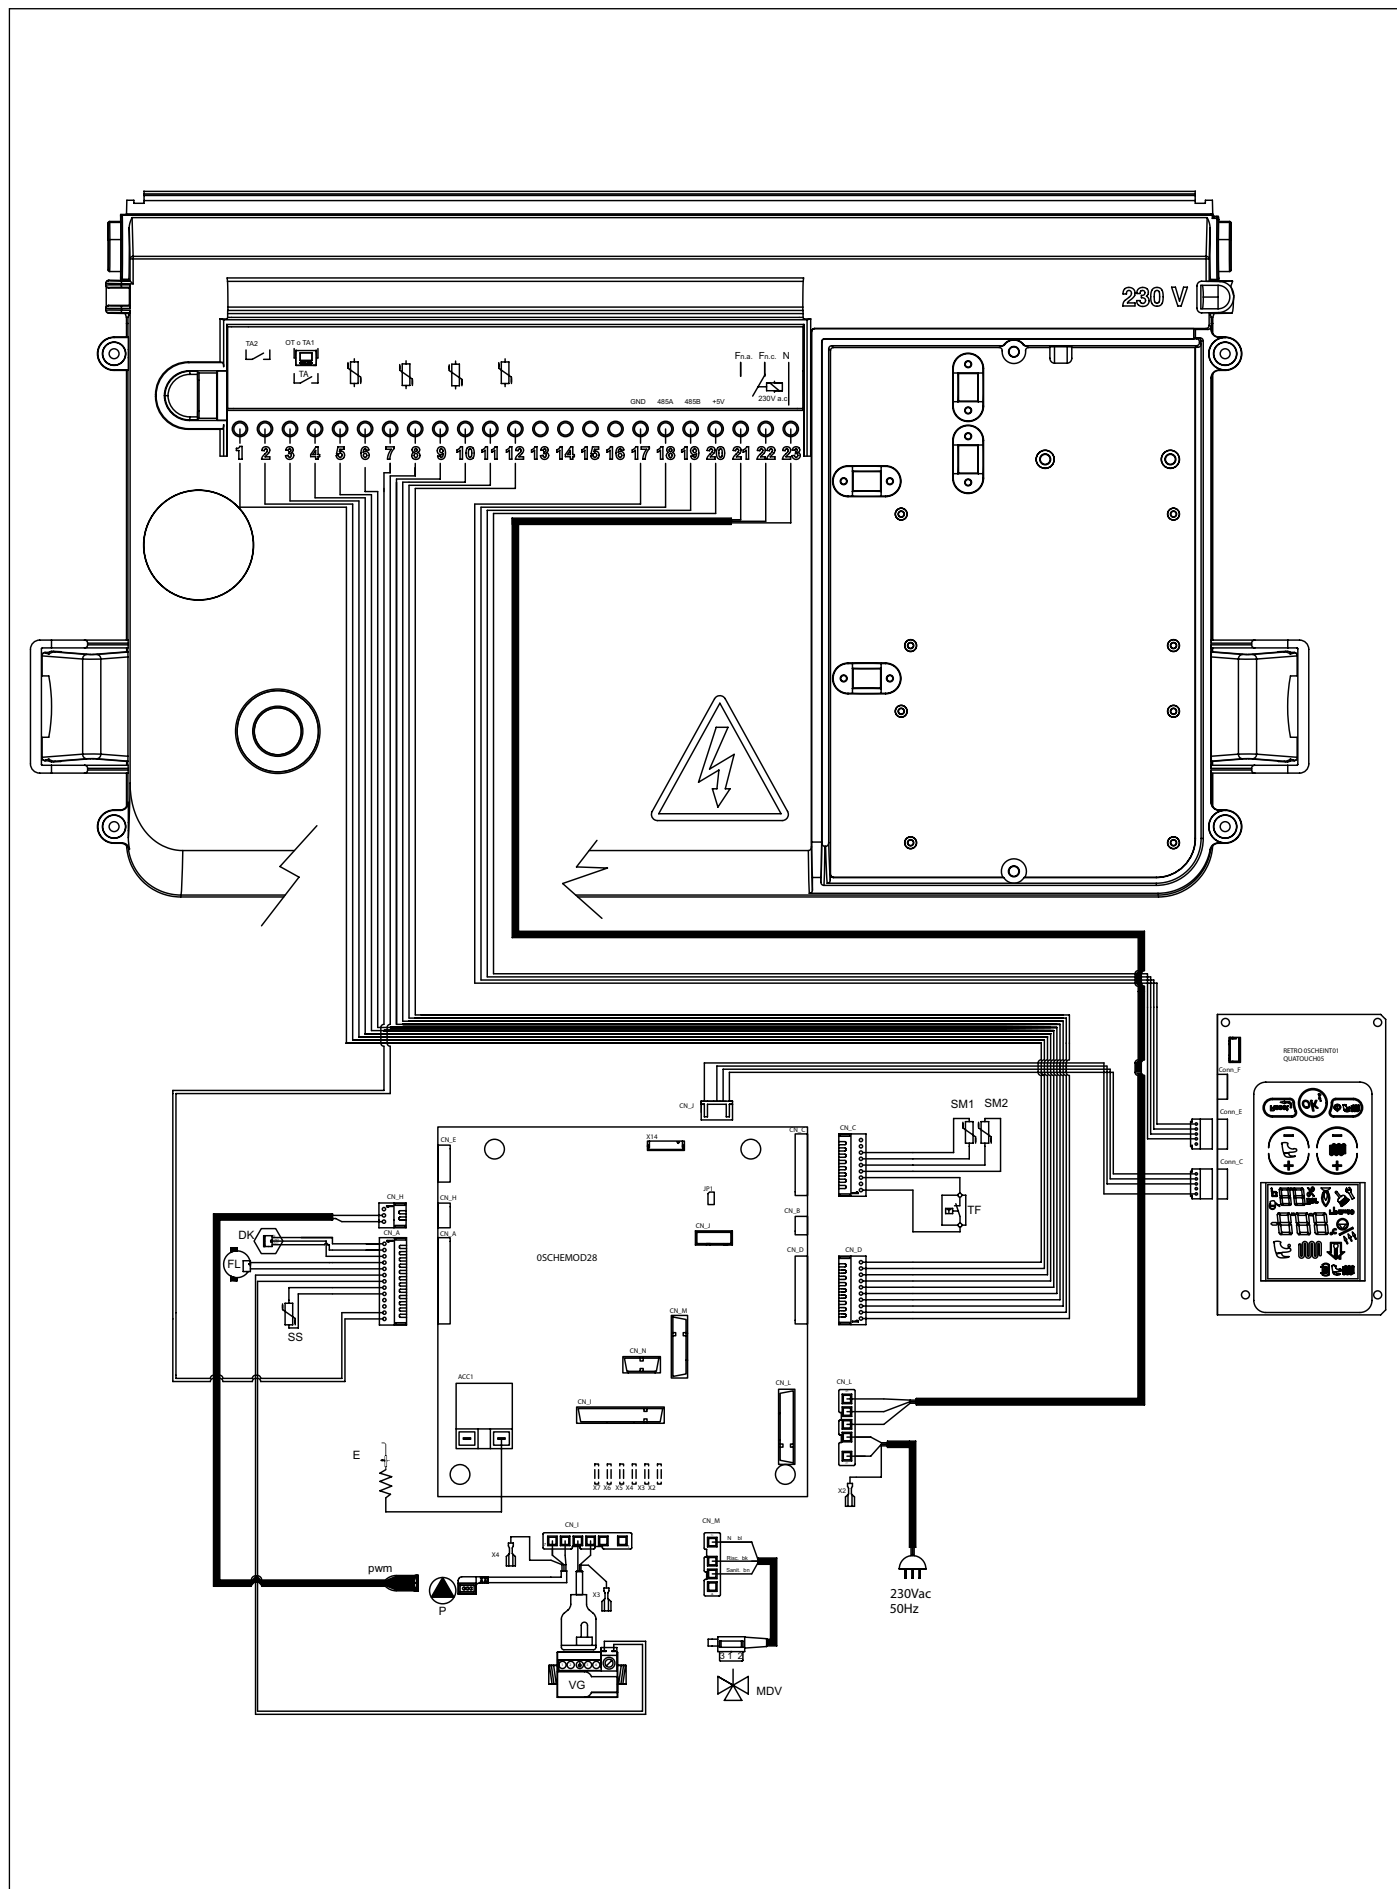 230 V
TA2
OT o TA1
TA
Fn.a. Fn.c. N
230V a.c
GND 485A 485B +5V
1 2 3 4 5 6 7 8 9 10 11 12 13 14 15 16 17 18 19 20 21 22 23
RETRO 0SCHEINT01
QUATOUCH05
Conn_F
Conn_E
Conn_C
Reset
OK
CN_J
SM1 SM2
CN_C
TF
CN_D
CN_E
X14
CN_C
CN_H
JP1
CN_B
CN_J
CN_A
CN_D
0SCHEMOD28
CN_M
CN_N
ACC1
CN_I
CN_L
X7 X6 X5 X4 X3 X2
CN_H
DK
CN_A
FL
SS
E
CN_L
X2
230Vac
50Hz
CN_I
X4
X3
pwm
P
VG
CN_M
N bl
Risc. bk
Sanit. bn
3 1 2
MDV